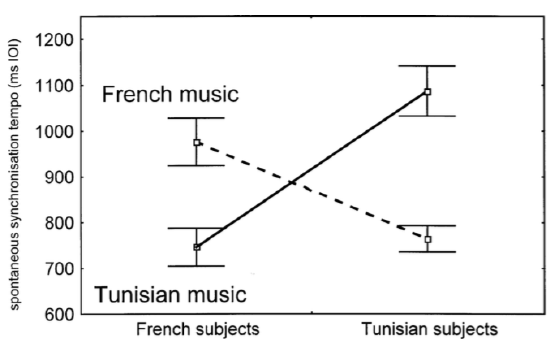 spontaneous synchronisation tempo (ms IOI)
1200
1100
1000
900
800
700
600
French music
Tunisian music
French subjects
Tunisian subjects